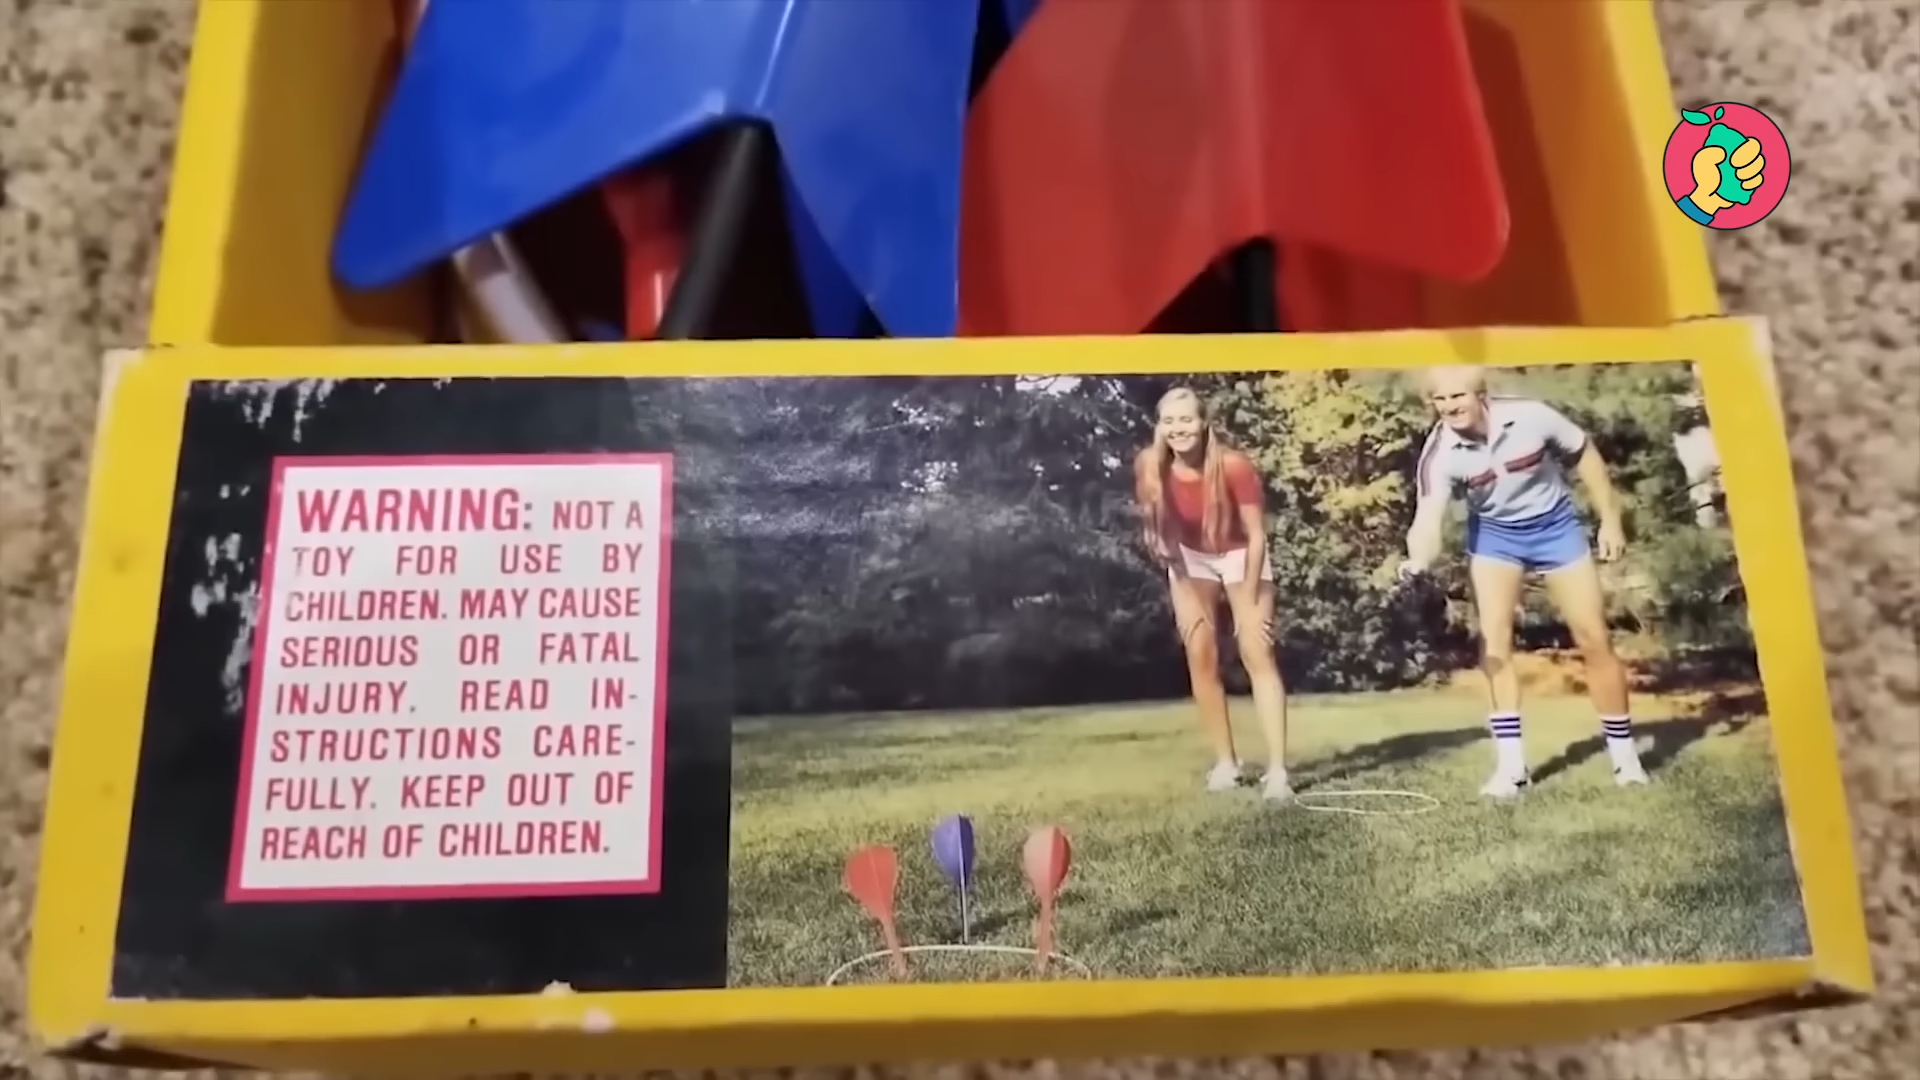 WARNING: NOT A
TOY FOR USE BY
CHILDREN. MAY CAUSE
SERIOUS OR FATAL
INJURY. READ IN-
STRUCTIONS CARE-
FULLY. KEEP OUT OF
REACH OF CHILDREN.